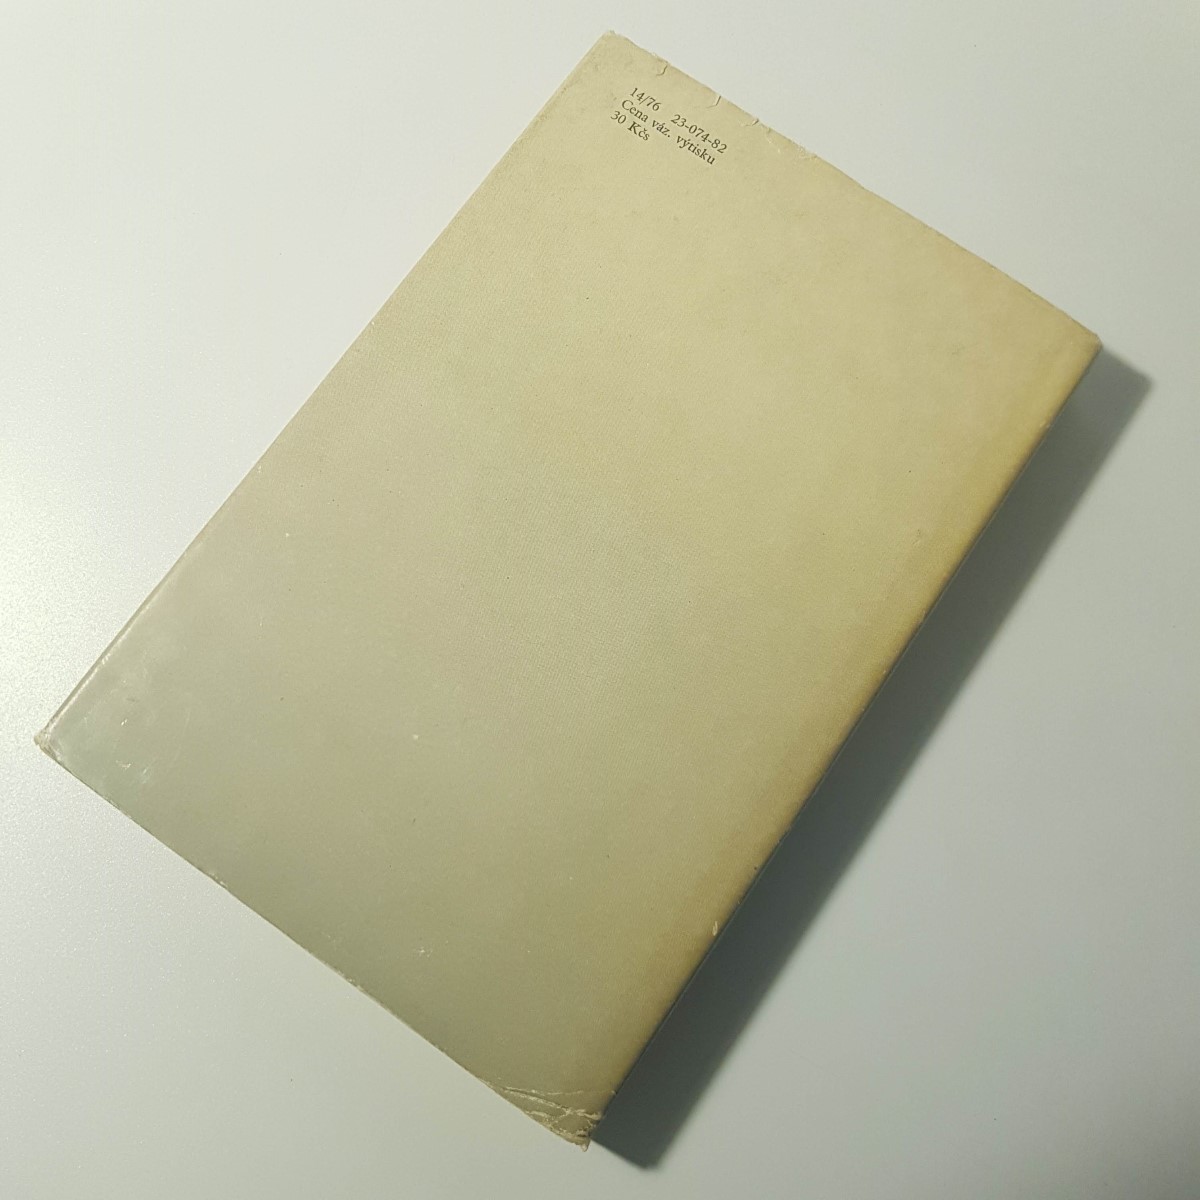 14/76 23-074-82
Cena váz. výtisku
30 Kčs